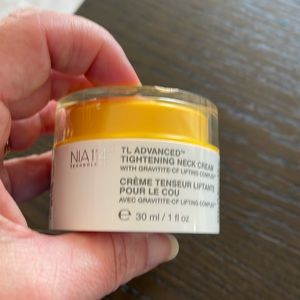 NIA
TL ADVANCED™
TIGHTENING NECK CREAM
WITH GRAVITITE-CF LIFTING COMPLEX
CRÈME TENSEUR LIFTANTE
POUR LE COU
AVEC GRAVITITE-CF LIFTING COMPLEX
℮ 30 ml / 1 fl oz